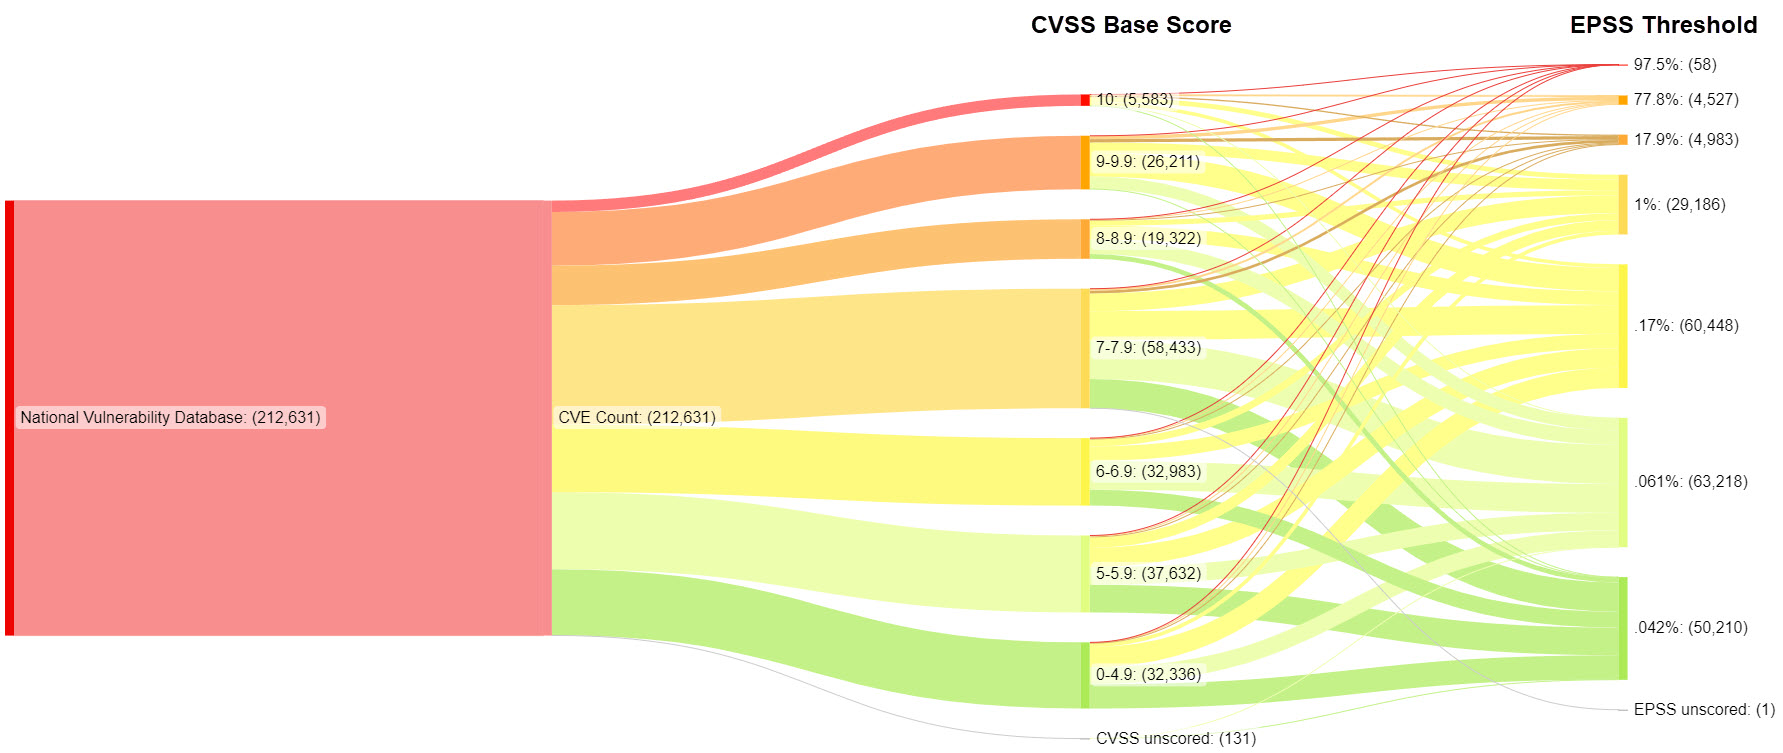 CVSS Base Score
EPSS Threshold
National Vulnerability Database: (212,631)
CVE Count: (212,631)
10: (5,583)
9-9.9: (26,211)
8-8.9: (19,322)
7-7.9: (58,433)
6-6.9: (32,983)
5-5.9: (37,632)
0-4.9: (32,336)
CVSS unscored: (131)
97.5%: (58)
77.8%: (4,527)
17.9%: (4,983)
1%: (29,186)
.17%: (60,448)
.061%: (63,218)
.042%: (50,210)
EPSS unscored: (1)